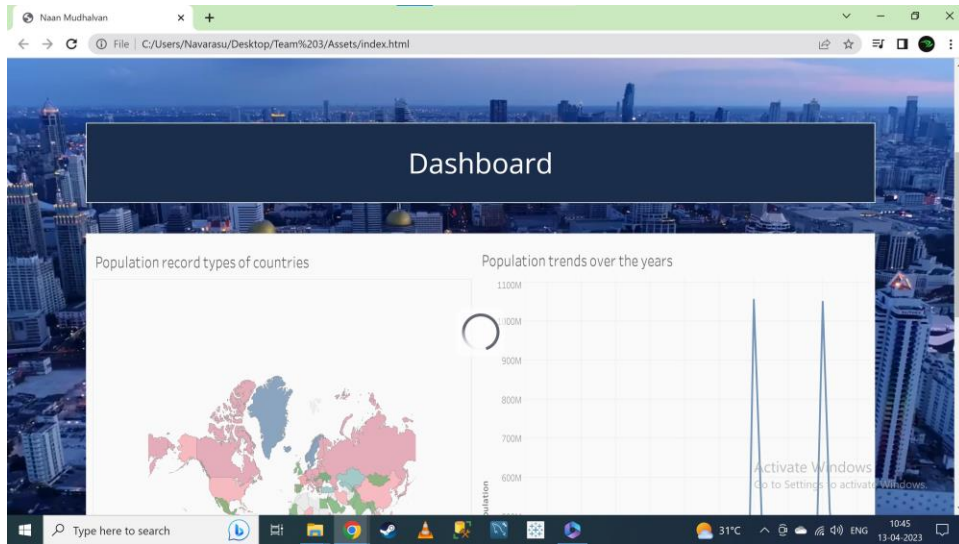 Naan Mudhalvan
File | C:/Users/Navarasu/Desktop/Team%203/Assets/index.html
Dashboard
Population record types of countries
Population trends over the years
1100M
900M
800M
700M
600M
Activate Windows
Go to Settings to activate Windows.
Type here to search
31°C
ENG
10:45
13-04-2023